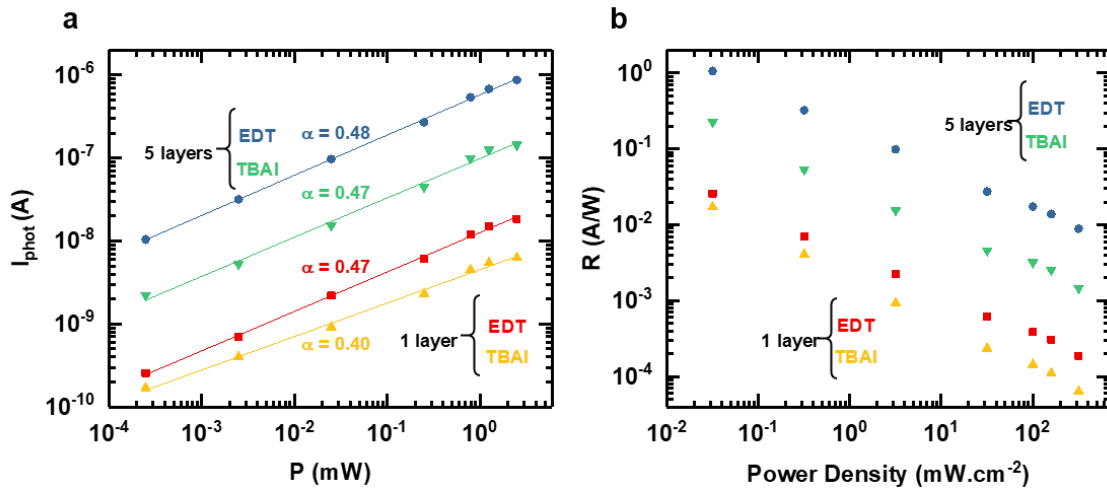 a
10⁻⁶
10⁻⁷
10⁻⁸
10⁻⁹
10⁻¹⁰
I_phot (A)
10⁻⁴
10⁻³
10⁻²
10⁻¹
10⁰
P (mW)
5 layers
EDT
TBAI
α = 0.48
α = 0.47
α = 0.47
α = 0.40
1 layer
EDT
TBAI
b
10⁰
10⁻¹
10⁻²
10⁻³
10⁻⁴
R (A/W)
10⁻²
10⁻¹
10⁰
10¹
10²
Power Density (mW.cm⁻²)
5 layers
EDT
TBAI
1 layer
EDT
TBAI